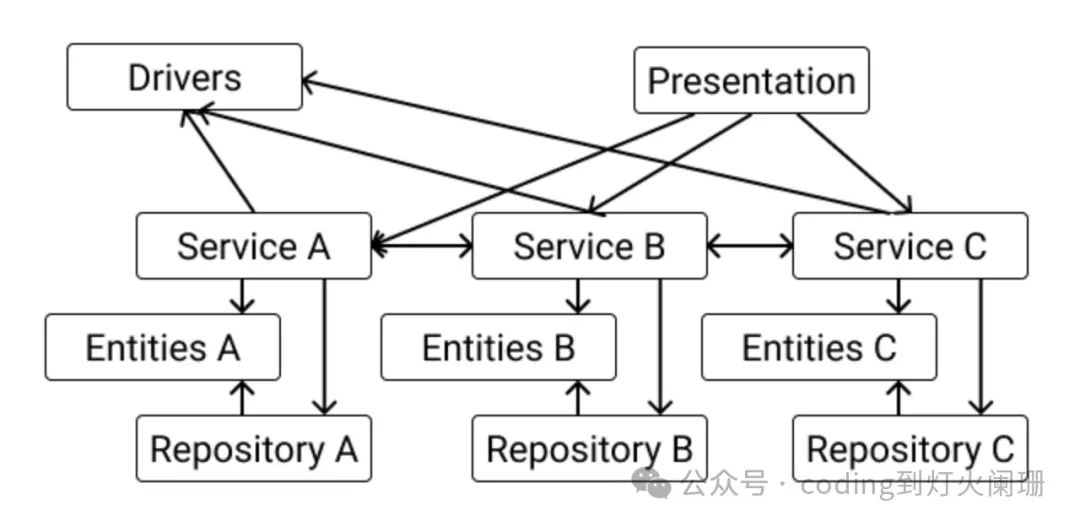 Drivers
Presentation
Service A
Service B
Service C
Entities A
Entities B
Entities C
Repository A
Repository B
Repository C
公众号 · coding到灯火阑珊